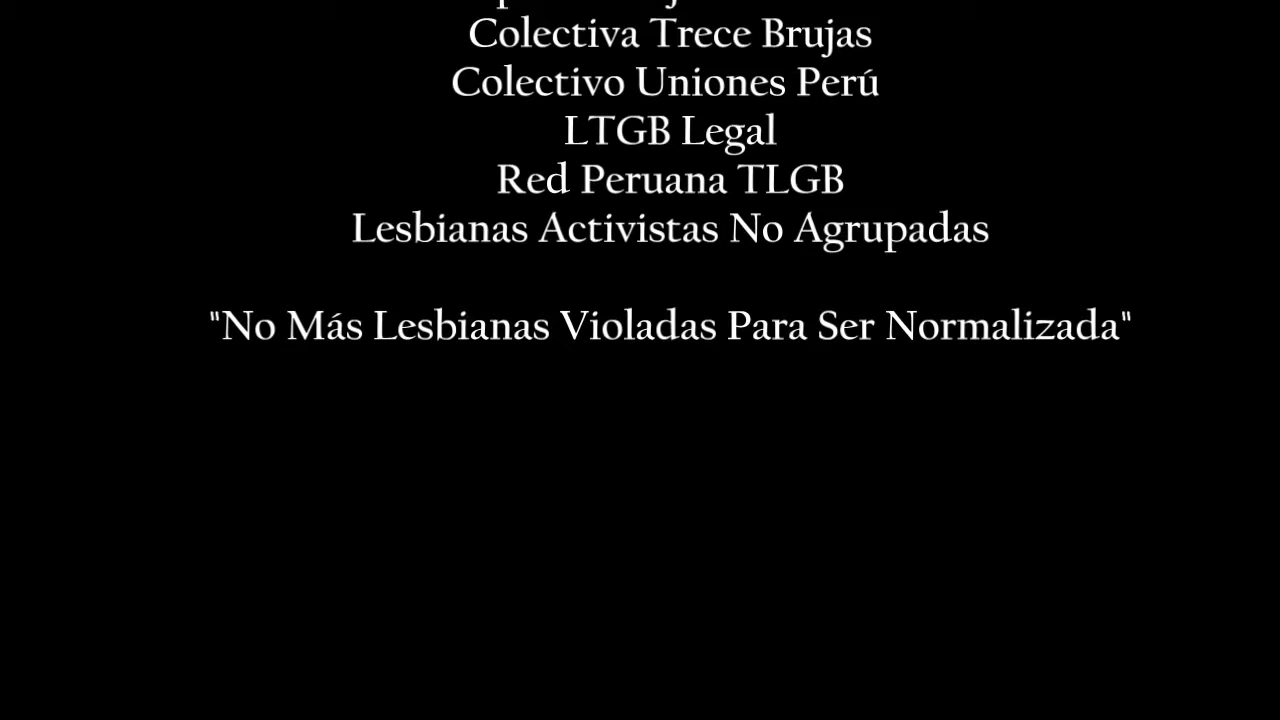 Colectiva Trece Brujas
Colectivo Uniones Perú
LTGB Legal
Red Peruana TLGB
Lesbianas Activistas No Agrupadas
"No Más Lesbianas Violadas Para Ser Normalizada"